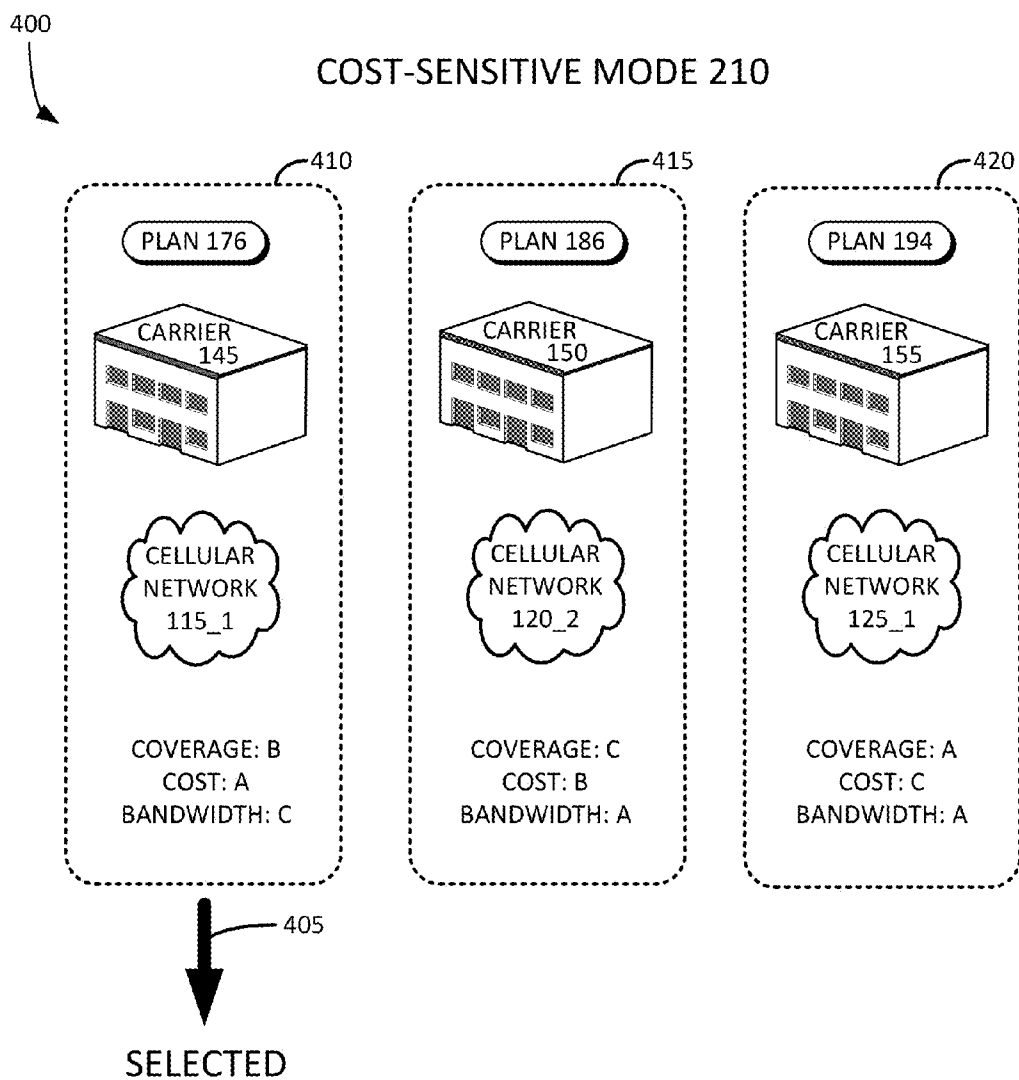 400
COST-SENSITIVE MODE 210
410
PLAN 176
CARRIER
145
CELLULAR
NETWORK
115_1
COVERAGE: B
COST: A
BANDWIDTH: C
415
PLAN 186
CARRIER
150
CELLULAR
NETWORK
120_2
COVERAGE: C
COST: B
BANDWIDTH: A
420
PLAN 194
CARRIER
155
CELLULAR
NETWORK
125_1
COVERAGE: A
COST: C
BANDWIDTH: A
405
SELECTED